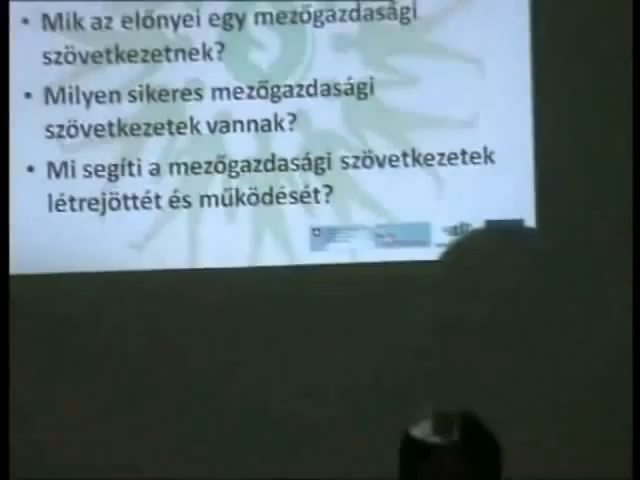 • Mik az előnyei egy mezőgazdasági
szövetkezetnek?
• Milyen sikeres mezőgazdasági
szövetkezetek vannak?
• Mi segíti a mezőgazdasági szövetkezetek
létrejöttét és működését?